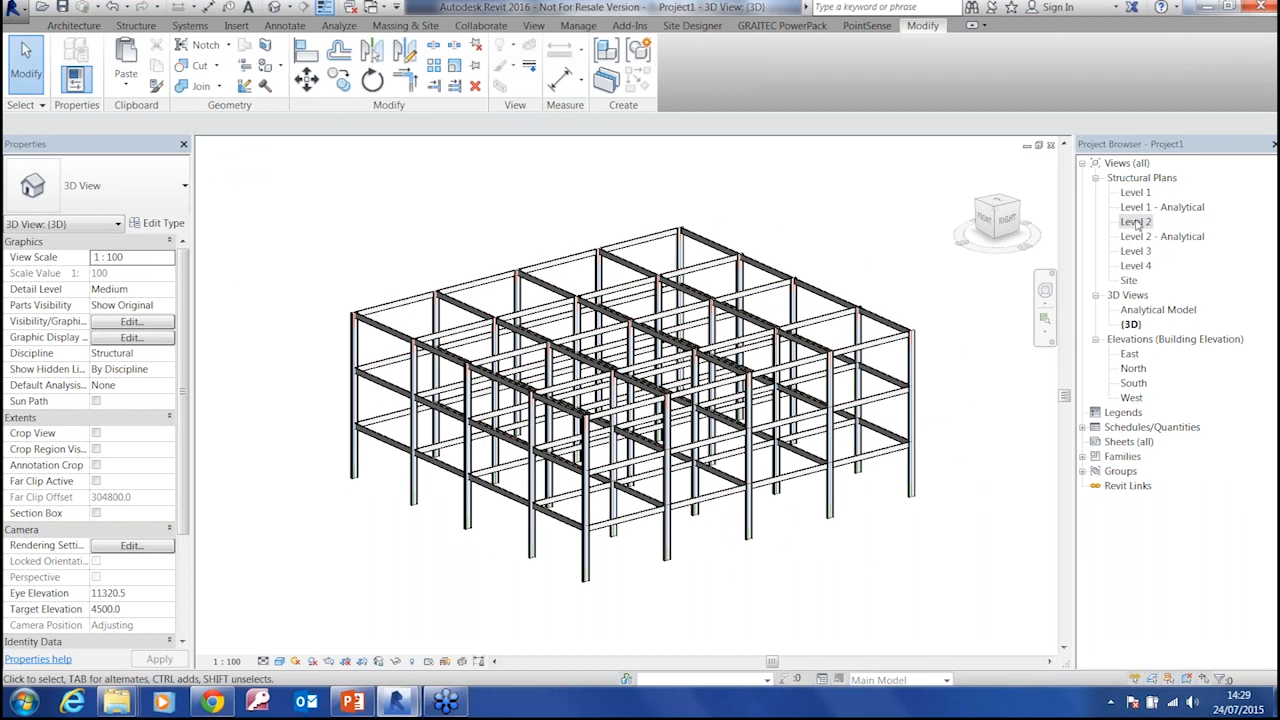 Autodesk Revit 2016 - Not For Resale Version - Project1 - 3D View: {3D}
Type a keyword or phrase
Sign In
Architecture Structure Systems Insert Annotate Analyze Massing & Site Collaborate View Manage Add-Ins Site Designer GRAITEC PowerPack PointSense Modify
Modify
Paste
Notch
Cut
Join
Select Properties Clipboard Geometry Modify View Measure Create
Properties
3D View
3D View: {3D}
Edit Type
Graphics
View Scale 1 : 100
Scale Value 1: 100
Detail Level Medium
Parts Visibility Show Original
Visibility/Graphi... Edit...
Graphic Display ... Edit...
Discipline Structural
Show Hidden Li... By Discipline
Default Analysis... None
Sun Path
Extents
Crop View
Crop Region Vis...
Annotation Crop
Far Clip Active
Far Clip Offset 304800.0
Section Box
Camera
Rendering Setti... Edit...
Locked Orientati...
Perspective
Eye Elevation 11320.5
Target Elevation 4500.0
Camera Position Adjusting
Identity Data
Properties help
Apply
FRONT RIGHT
Project Browser - Project1
Views (all)
Structural Plans
Level 1
Level 1 - Analytical
Level 2
Level 2 - Analytical
Level 3
Level 4
Site
3D Views
Analytical Model
{3D}
Elevations (Building Elevation)
East
North
South
West
Legends
Schedules/Quantities
Sheets (all)
Families
Groups
Revit Links
1 : 100
Click to select, TAB for alternates, CTRL adds, SHIFT unselects.
:0
Main Model
:0
14:29
24/07/2015